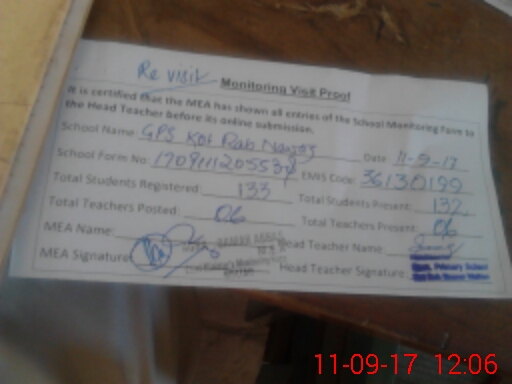 Re visit
Monitoring Visit Proof
It is certified that the MEA has shown all entries of the School Monitoring Form to
the Head Teacher before its online submission.
School Name: GPS Kot Rab Nawaz Date: 11-9-17
School Form No: EMIS Code: 36130199
Total Students Registered: 133 Total Students Present: 132
Total Teachers Posted: 06 Total Teachers Present: 06
MEA Name: Head Teacher Name
MEA Signature Head Teacher Signature
Govt. Primary School
11-09-17 12:06